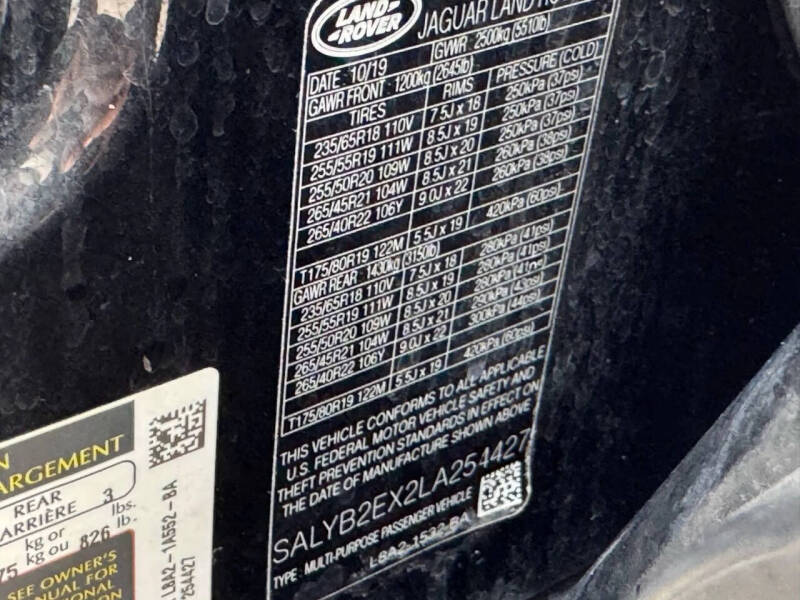 LAND-
-ROVER
JAGUAR LAND RO
DATE: 10/19 GVWR 2500kg (5510lb)
GAWR FRONT: 1200kg (2645lb)
TIRES RIMS PRESSURE (COLD)
235/65R18 110V 7.5J x 18 250kPa (37psi)
255/55R19 111W 8.5J x 19 250kPa (37psi)
255/50R20 109W 8.5J x 20 250kPa (37psi)
265/45R21 104W 8.5J x 21 260kPa (38psi)
265/40R22 106Y 9.0J x 22 260kPa (38psi)
T175/80R19 122M 5.5J x 19 420kPa (60psi)
GAWR REAR: 1430kg (3150lb)
235/65R18 110V 7.5J x 18 280kPa (41psi)
255/55R19 111W 8.5J x 19 280kPa (41psi)
255/50R20 109W 8.5J x 20 280kPa (41psi)
265/45R21 104W 8.5J x 21 290kPa (43psi)
265/40R22 106Y 9.0J x 22 300kPa (44psi)
T175/80R19 122M 5.5J x 19 420kPa (60psi)
THIS VEHICLE CONFORMS TO ALL APPLICABLE
U.S. FEDERAL MOTOR VEHICLE SAFETY AND
THEFT PREVENTION STANDARDS IN EFFECT ON
THE DATE OF MANUFACTURE SHOWN ABOVE
SALYB2EX2LA254427
TYPE: MULTI-PURPOSE PASSENGER VEHICLE
L8A2-1532-BA
N
ARGEMENT
REAR 3
ARRIÈRE
kg or lbs.
75 kg ou 826 lb.
SEE OWNER'S
MANUAL FOR
L8A2-1A552-BA
254427